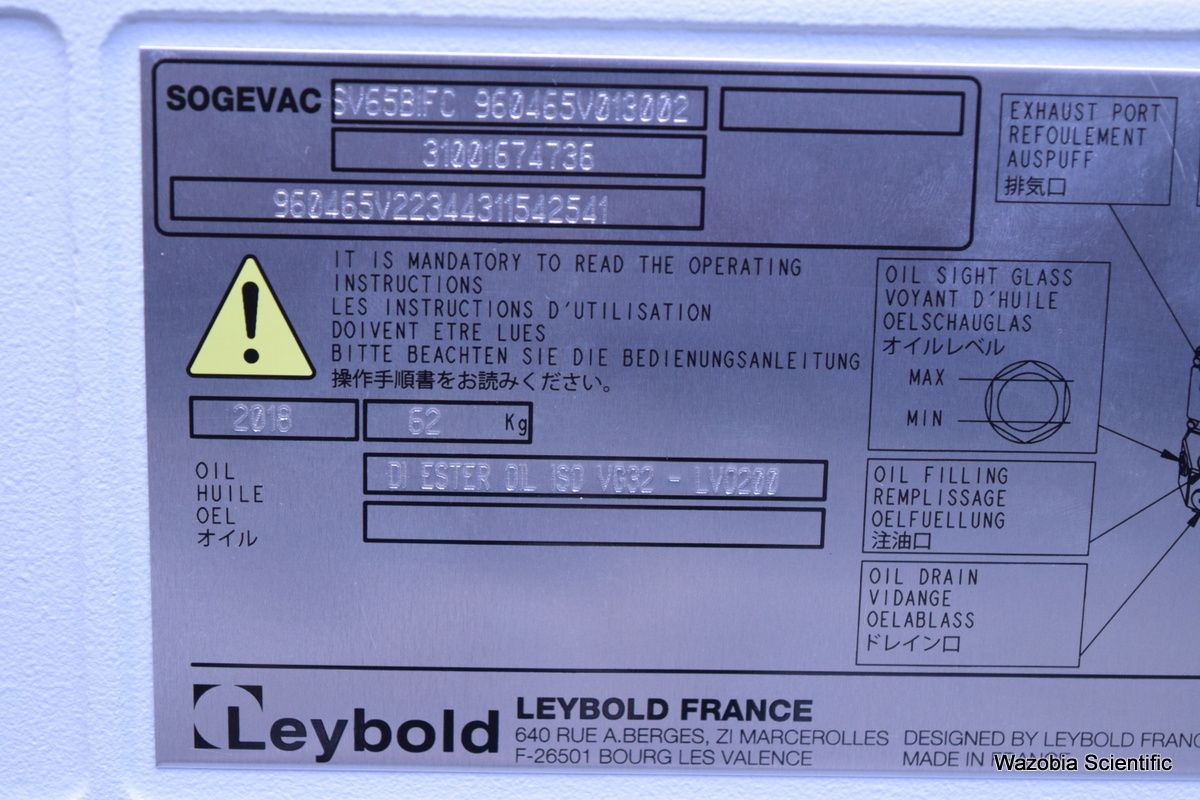 SOGEVAC SV65BIFC 960465V013002
31001674736
960465V22344311542541
EXHAUST PORT
REFOULEMENT
AUSPUFF
排気口
IT IS MANDATORY TO READ THE OPERATING
INSTRUCTIONS
LES INSTRUCTIONS D'UTILISATION
DOIVENT ETRE LUES
BITTE BEACHTEN SIE DIE BEDIENUNGSANLEITUNG
操作手順書をお読みください。
2018
62 Kg
OIL
HUILE
OEL
オイル
DI ESTER OIL ISO VG32 - LVO200
OIL SIGHT GLASS
VOYANT D'HUILE
OELSCHAUGLAS
オイルレベル
MAX
MIN
OIL FILLING
REMPLISSAGE
OELFUELLUNG
注油口
OIL DRAIN
VIDANGE
OELABLASS
ドレイン口
Leybold
LEYBOLD FRANCE
640 RUE A.BERGES, ZI MARCEROLLES
F-26501 BOURG LES VALENCE
DESIGNED BY LEYBOLD FRANC
MADE IN FRANCE
Wazobia Scientific